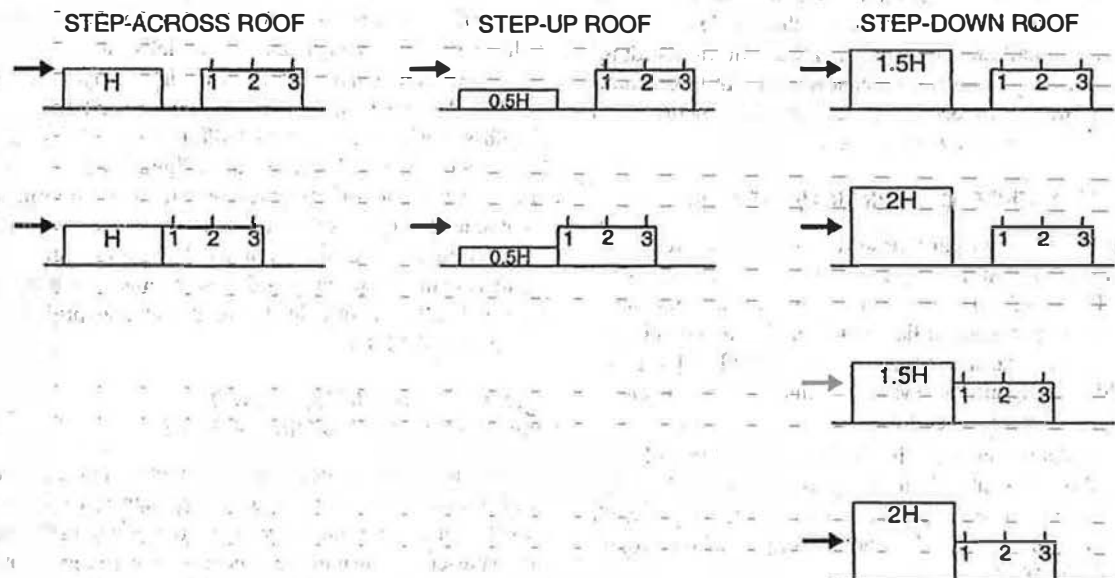 STEP-ACROSS ROOF STEP-UP ROOF STEP-DOWN ROOF
H 1 2 3 0.5H 1 2 3 1.5H 1 2 3
H 1 2 3 0.5H 1 2 3 2H 1 2 3
1.5H 1 2 3
2H 1 2 3